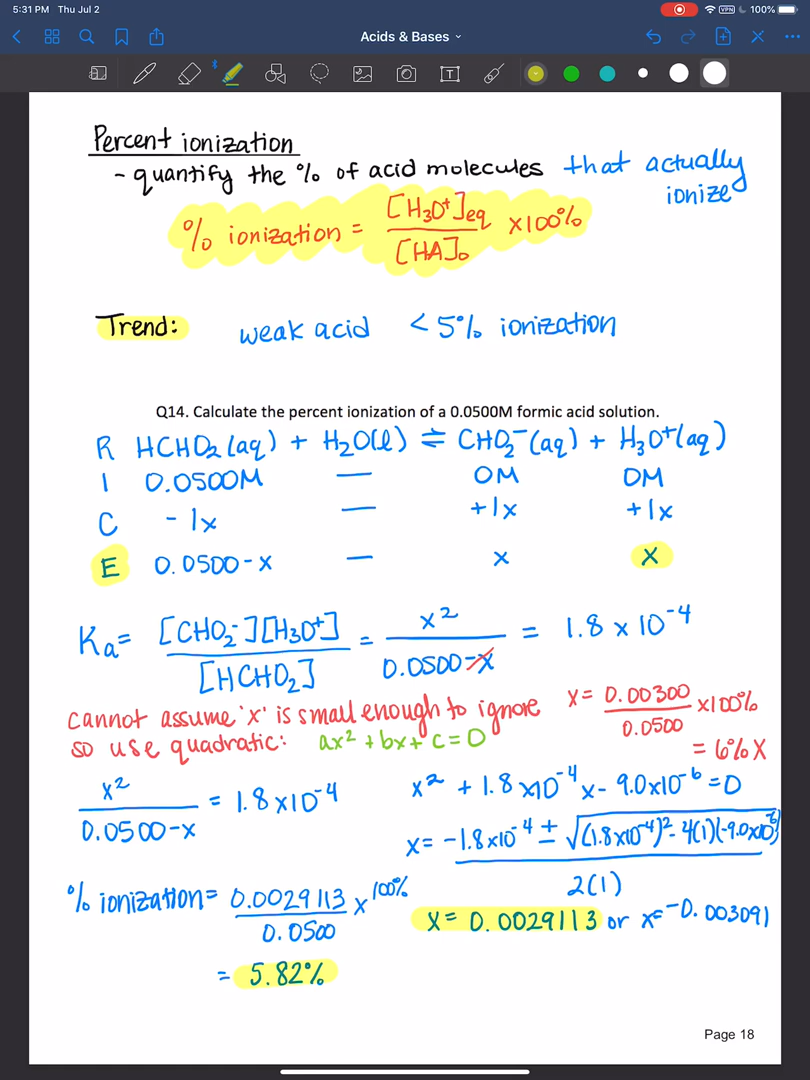 5:31 PM Thu Jul 2
VPN 100%
Acids & Bases
T
Percent ionization
- quantify the % of acid molecules that actually
ionize
% ionization = [H3O⁺]eq / [HA]₀ ×100%
Trend: weak acid < 5% ionization
Q14. Calculate the percent ionization of a 0.0500M formic acid solution.
R HCHO₂(aq) + H₂O(l) ⇌ CHO₂⁻(aq) + H₃O⁺(aq)
I 0.0500M — 0M 0M
C -1x — +1x +1x
E 0.0500-x — x x
Ka = [CHO₂⁻][H₃O⁺] / [HCHO₂] = x² / 0.0500-x = 1.8 x 10⁻⁴
cannot assume 'x' is small enough to ignore
so use quadratic: ax² + bx + c = 0
x = 0.00300 / 0.0500 x100%
= 6% X
x² / 0.0500-x = 1.8x10⁻⁴
x² + 1.8x10⁻⁴x - 9.0x10⁻⁶ = 0
x = -1.8x10⁻⁴ ± √(1.8x10⁻⁴)² - 4(1)(-9.0x10⁻⁶) / 2(1)
x = 0.0029113 or x = -0.003091
% ionization = 0.0029113 / 0.0500 x 100%
= 5.82%
Page 18